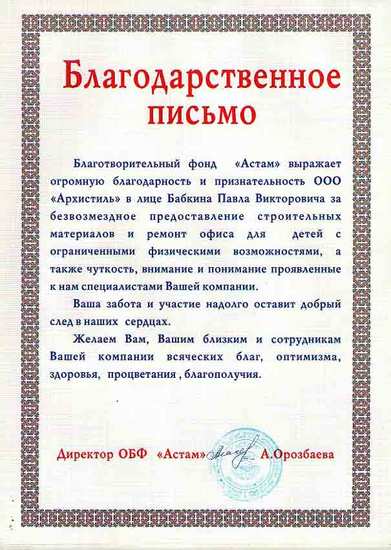 Благодарственное
письмо
Благотворительный фонд «Астам» выражает
огромную благодарность и признательность ООО
«Архистиль» в лице Бабкина Павла Викторовича за
безвозмездное предоставление строительных
материалов и ремонт офиса для детей с
ограниченными физическими возможностями, а
также чуткость, внимание и понимание проявленные
к нам специалистами Вашей компании.
Ваша забота и участие надолго оставит добрый
след в наших сердцах.
Желаем Вам, Вашим близким и сотрудникам
Вашей компании всяческих благ, оптимизма,
здоровья, процветания , благополучия.
Директор ОБФ «Астам» А.Орозбаева